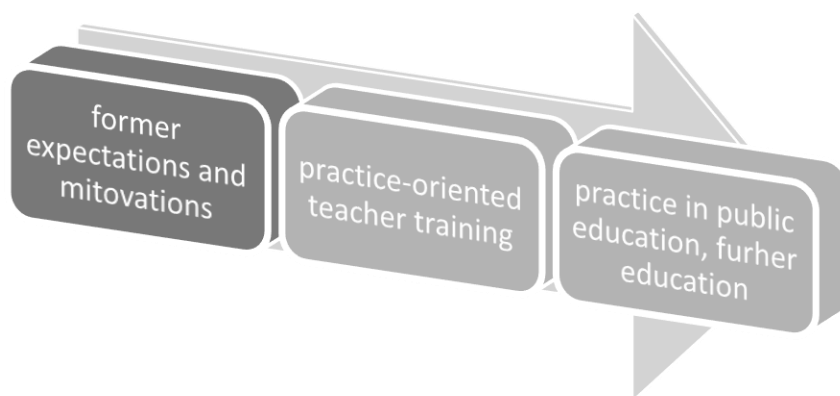 former
expectations and
mitovations
practice-oriented
teacher training
practice in public
education, furher
education